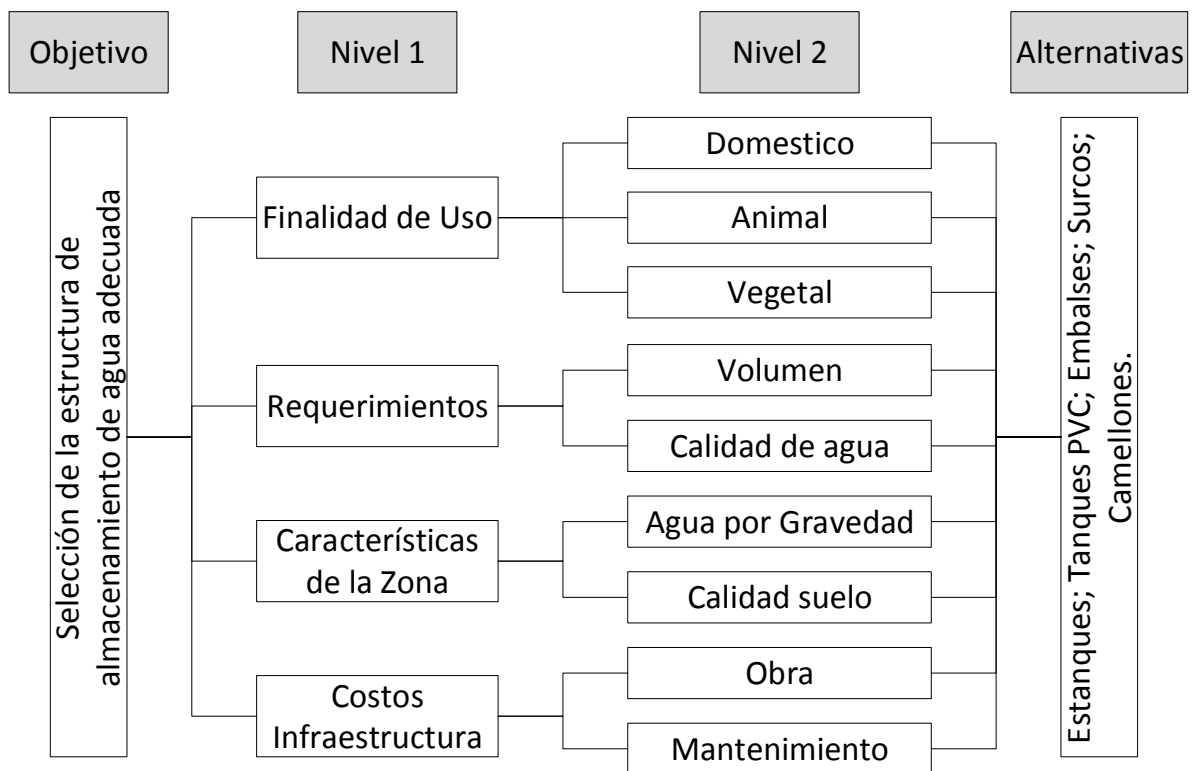 Objetivo
Nivel 1
Nivel 2
Alternativas
Selección de la estructura de
almacenamiento de agua adecuada
Finalidad de Uso
Requerimientos
Características
de la Zona
Costos
Infraestructura
Domestico
Animal
Vegetal
Volumen
Calidad de agua
Agua por Gravedad
Calidad suelo
Obra
Mantenimiento
Estanques; Tanques PVC; Embalses; Surcos;
Camellones.